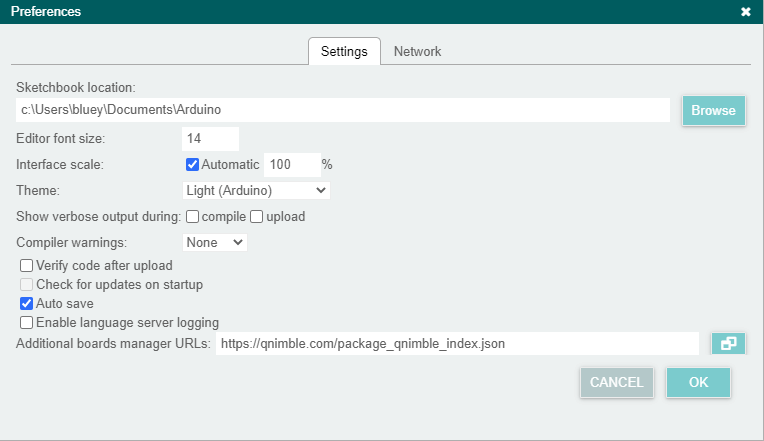 Preferences
Settings Network
Sketchbook location:
c:\Users\bluey\Documents\Arduino
Browse
Editor font size: 14
Interface scale: Automatic 100 %
Theme: Light (Arduino)
Show verbose output during: compile upload
Compiler warnings: None
Verify code after upload
Check for updates on startup
Auto save
Enable language server logging
Additional boards manager URLs: https://qnimble.com/package_qnimble_index.json
CANCEL OK